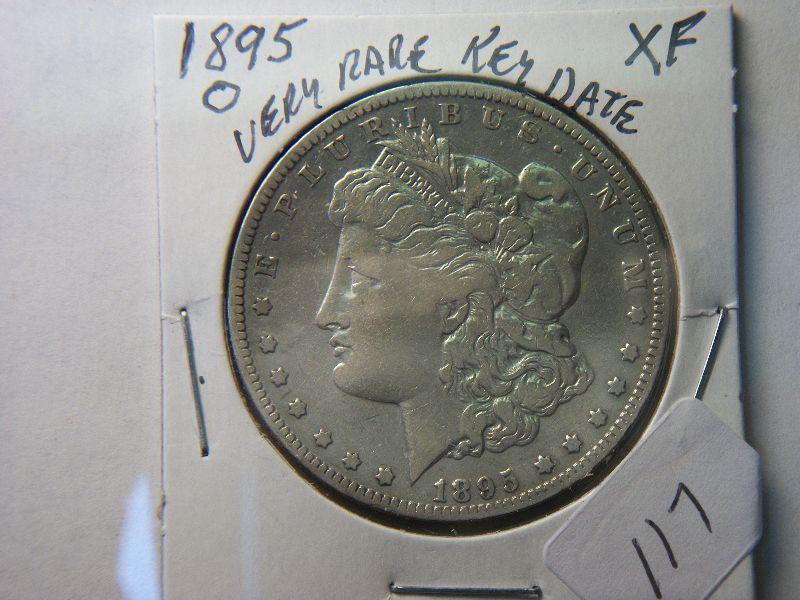 1895 XF
O VERY RARE KEY DATE
E · PLURIBUS · UNUM
LIBERTY
1895
117